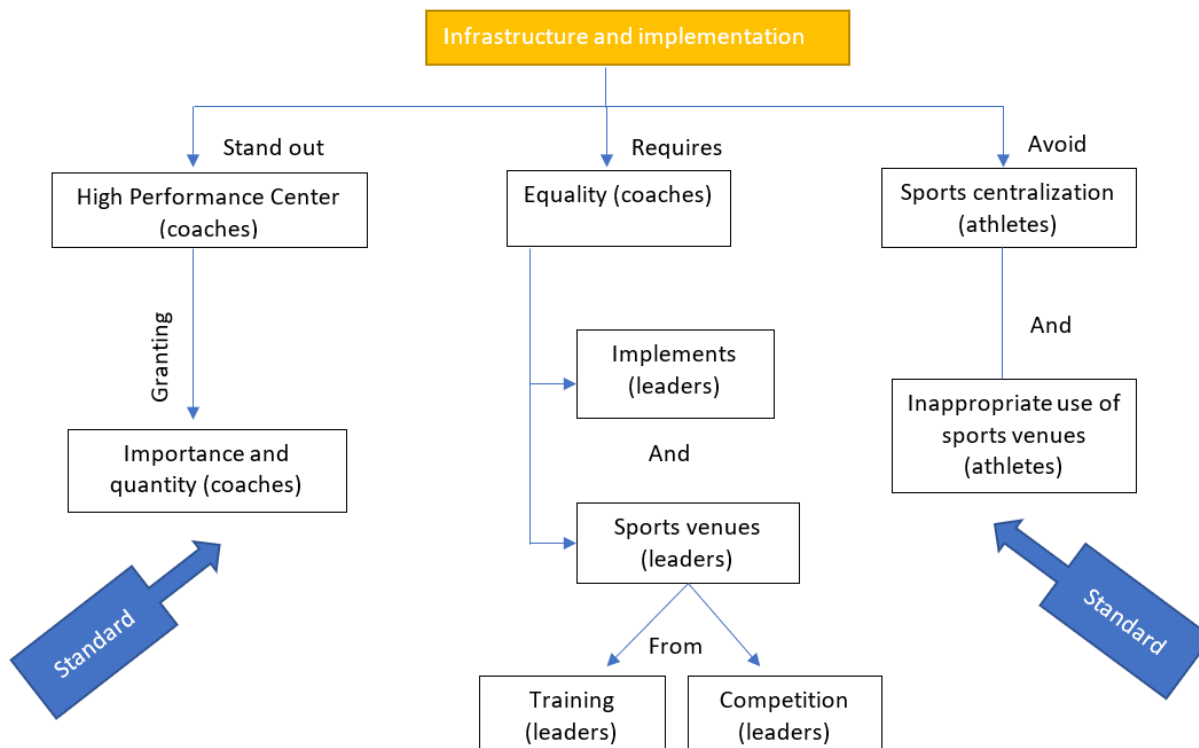 Infrastructure and implementation
Stand out
Requires
Avoid
High Performance Center
(coaches)
Equality (coaches)
Sports centralization
(athletes)
Granting
And
Implements
(leaders)
Inappropriate use of
sports venues
(athletes)
Importance and
quantity (coaches)
And
Sports venues
(leaders)
Standard
Standard
From
Training
(leaders)
Competition
(leaders)